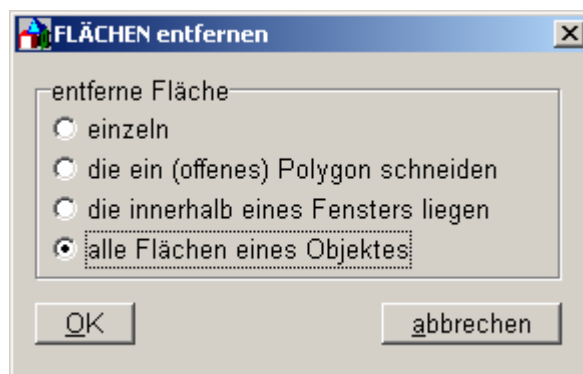 FLÄCHEN entfernen
entferne Fläche
einzeln
die ein (offenes) Polygon schneiden
die innerhalb eines Fensters liegen
alle Flächen eines Objektes
OK abbrechen